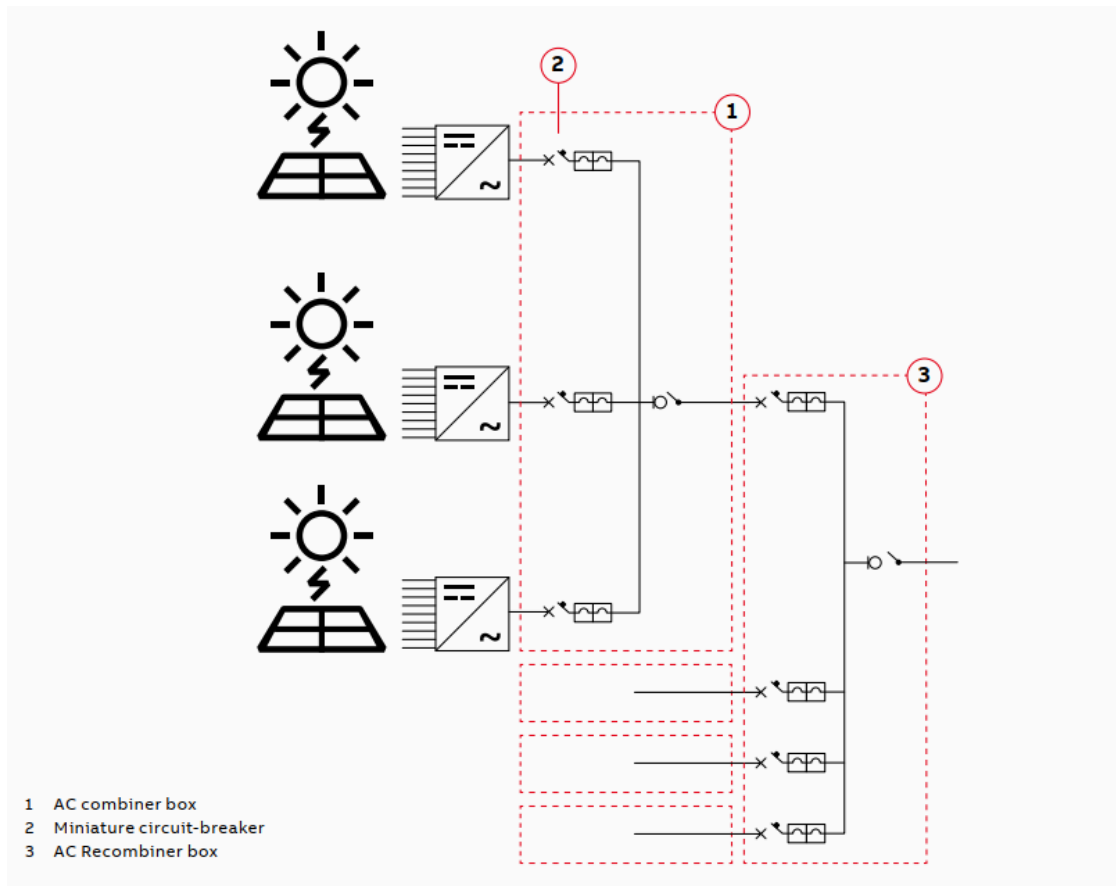 2
1
3
1 AC combiner box
2 Miniature circuit-breaker
3 AC Recombiner box